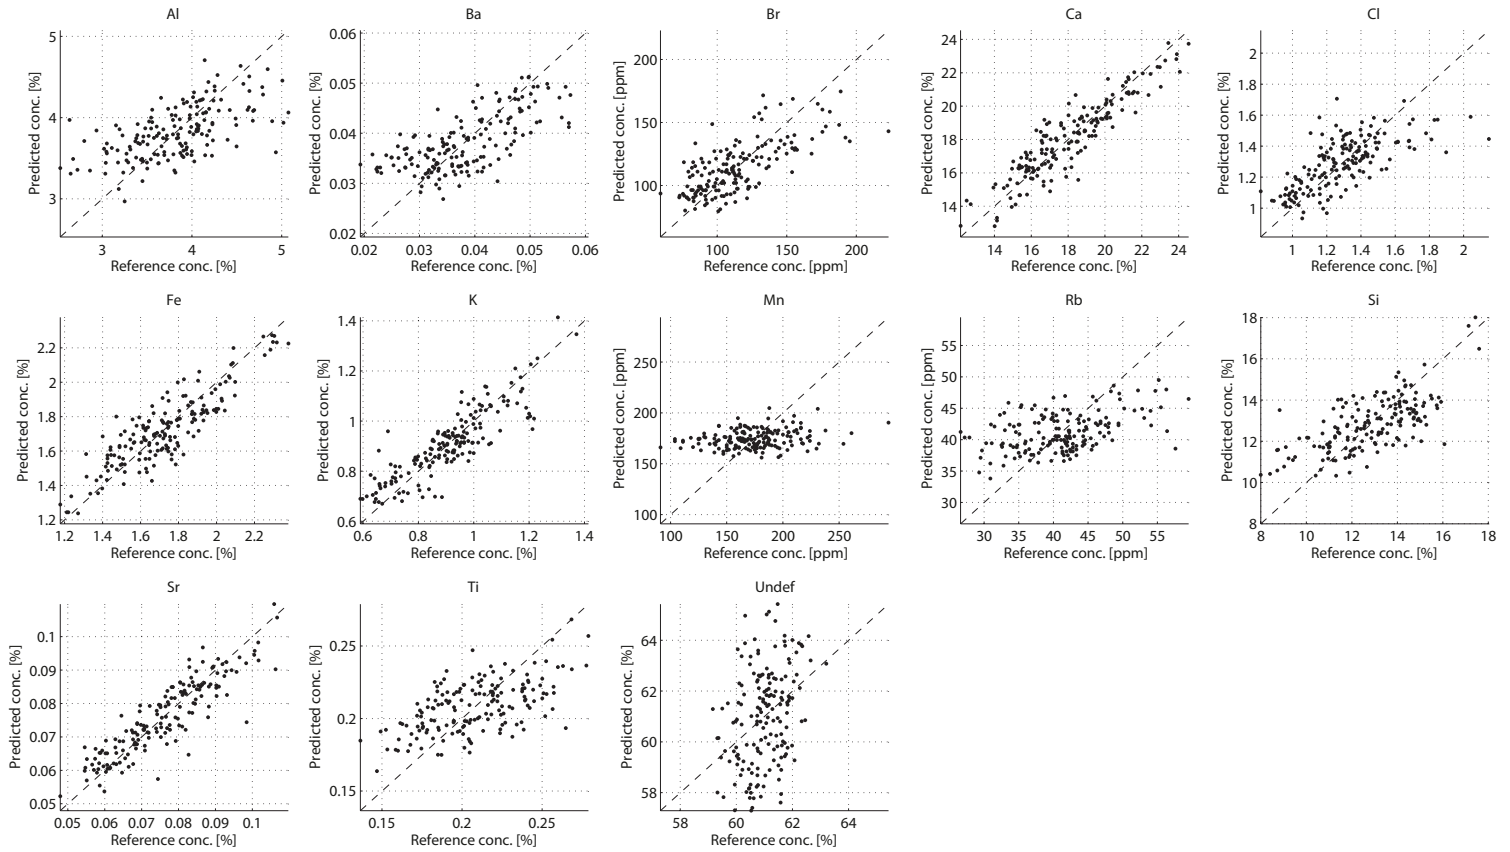 Al
Predicted conc. [%]
5
4
3
3 4 5
Reference conc. [%]
Ba
Predicted conc. [%]
0.06
0.05
0.04
0.03
0.02
0.02 0.03 0.04 0.05 0.06
Reference conc. [%]
Br
Predicted conc. [ppm]
200
150
100
100 150 200
Reference conc. [ppm]
Ca
Predicted conc. [%]
24
22
20
18
16
14
14 16 18 20 22 24
Reference conc. [%]
Cl
Predicted conc. [%]
2
1.8
1.6
1.4
1.2
1
1 1.2 1.4 1.6 1.8 2
Reference conc. [%]
Fe
Predicted conc. [%]
2.2
2
1.8
1.6
1.4
1.2
1.2 1.4 1.6 1.8 2 2.2
Reference conc. [%]
K
Predicted conc. [%]
1.4
1.2
1
0.8
0.6
0.6 0.8 1 1.2 1.4
Reference conc. [%]
Mn
Predicted conc. [ppm]
250
200
150
100
100 150 200 250
Reference conc. [ppm]
Rb
Predicted conc. [ppm]
55
50
45
40
35
30
30 35 40 45 50 55
Reference conc. [ppm]
Si
Predicted conc. [%]
18
16
14
12
10
8
8 10 12 14 16 18
Reference conc. [%]
Sr
Predicted conc. [%]
0.1
0.09
0.08
0.07
0.06
0.05
0.05 0.06 0.07 0.08 0.09 0.1
Reference conc. [%]
Ti
Predicted conc. [%]
0.25
0.2
0.15
0.15 0.2 0.25
Reference conc. [%]
Undef
Predicted conc. [%]
64
62
60
58
58 60 62 64
Reference conc. [%]